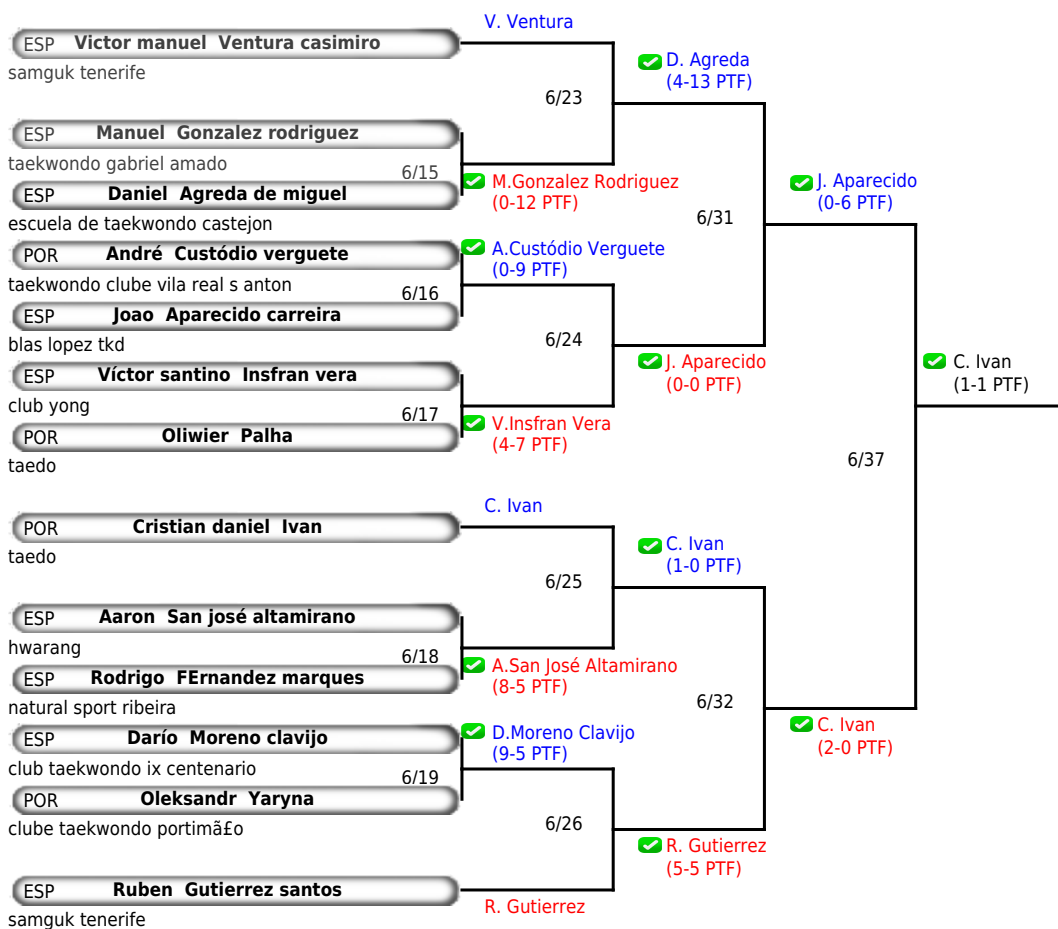 V. Ventura
ESP Victor manuel Ventura casimiro
samguk tenerife
D. Agreda
(4-13 PTF)
6/23
ESP Manuel Gonzalez rodriguez
taekwondo gabriel amado
6/15
M.Gonzalez Rodriguez
(0-12 PTF)
ESP Daniel Agreda de miguel
escuela de taekwondo castejon
J. Aparecido
(0-6 PTF)
6/31
POR André Custódio verguete
taekwondo clube vila real s anton
A.Custódio Verguete
(0-9 PTF)
6/16
ESP Joao Aparecido carreira
blas lopez tkd
6/24
J. Aparecido
(0-0 PTF)
C. Ivan
(1-1 PTF)
ESP Víctor santino Insfran vera
club yong
6/17
V.Insfran Vera
(4-7 PTF)
POR Oliwier Palha
taedo
6/37
C. Ivan
POR Cristian daniel Ivan
taedo
C. Ivan
(1-0 PTF)
6/25
ESP Aaron San josé altamirano
hwarang
6/18
A.San José Altamirano
(8-5 PTF)
ESP Rodrigo FErnandez marques
natural sport ribeira
6/32
C. Ivan
(2-0 PTF)
ESP Darío Moreno clavijo
club taekwondo ix centenario
D.Moreno Clavijo
(9-5 PTF)
6/19
POR Oleksandr Yaryna
clube taekwondo portimã£o
6/26
R. Gutierrez
(5-5 PTF)
ESP Ruben Gutierrez santos
samguk tenerife
R. Gutierrez